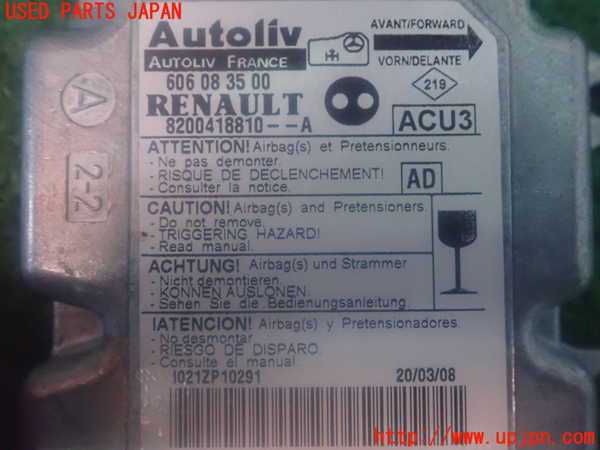 USED PARTS JAPAN
Autoliv
AUTOLIV FRANCE
AVANT/FORWARD
VORN/DELANTE
606 08 35 00
219
RENAULT
8200418810--A
ACU3
A
2-2
ATTENTION! Airbag(s) et Pretensionneurs.
- Ne pas demonter.
- RISQUE DE DECLENCHEMENT!
- Consulter la notice.
AD
CAUTION! Airbag(s) and Pretensioners.
- Do not remove.
- TRIGGERING HAZARD!
- Read manual.
ACHTUNG! Airbag(s) und Strammer
- Nicht demontieren.
- KONNEN AUSLONEN.
- Sehen Sie die Bedienungsanleitung.
!ATENCION! Airbag(s) y Pretensionadores.
- No desmontar
- RIESGO DE DISPARO.
- Consulte el manual.
I021ZP10291
20/03/08
http://www.upjpn.com/